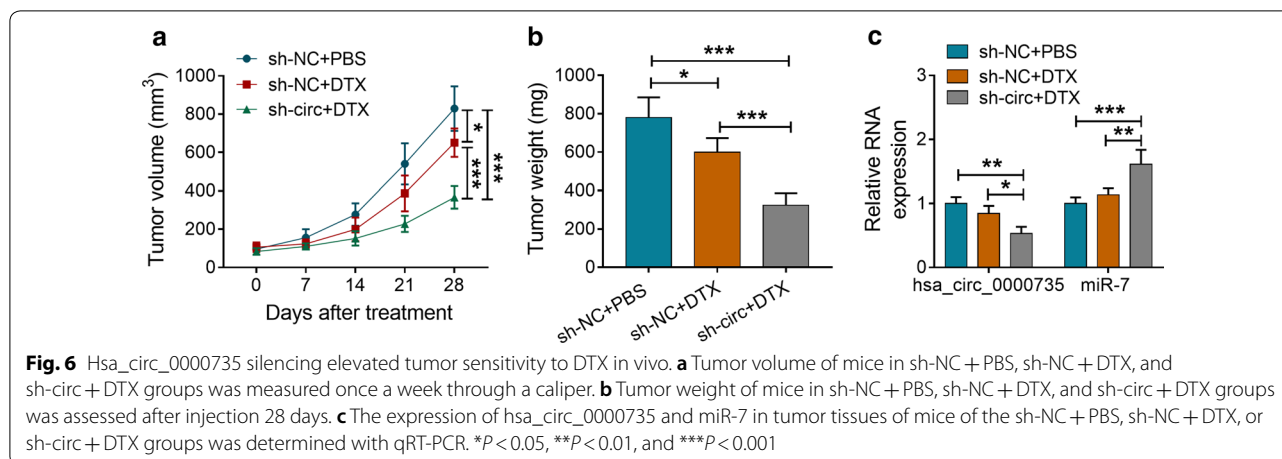 a
sh-NC+PBS
sh-NC+DTX
sh-circ+DTX
Tumor volume (mm³)
1000
800
600
400
200
0
*
***
***
0 7 14 21 28
Days after treatment
b
Tumor weight (mg)
1000
800
600
400
200
0
***
*
***
sh-NC+PBS
sh-NC+DTX
sh-circ+DTX
c
sh-NC+PBS
sh-NC+DTX
sh-circ+DTX
Relative RNA
expression
3
2
1
0
**
*
***
**
hsa_circ_0000735 miR-7
Fig. 6 Hsa_circ_0000735 silencing elevated tumor sensitivity to DTX in vivo. a Tumor volume of mice in sh-NC + PBS, sh-NC + DTX, and
sh-circ + DTX groups was measured once a week through a caliper. b Tumor weight of mice in sh-NC + PBS, sh-NC + DTX, and sh-circ + DTX groups
was assessed after injection 28 days. c The expression of hsa_circ_0000735 and miR-7 in tumor tissues of mice of the sh-NC + PBS, sh-NC + DTX, or
sh-circ + DTX groups was determined with qRT-PCR. *P < 0.05, **P < 0.01, and ***P < 0.001